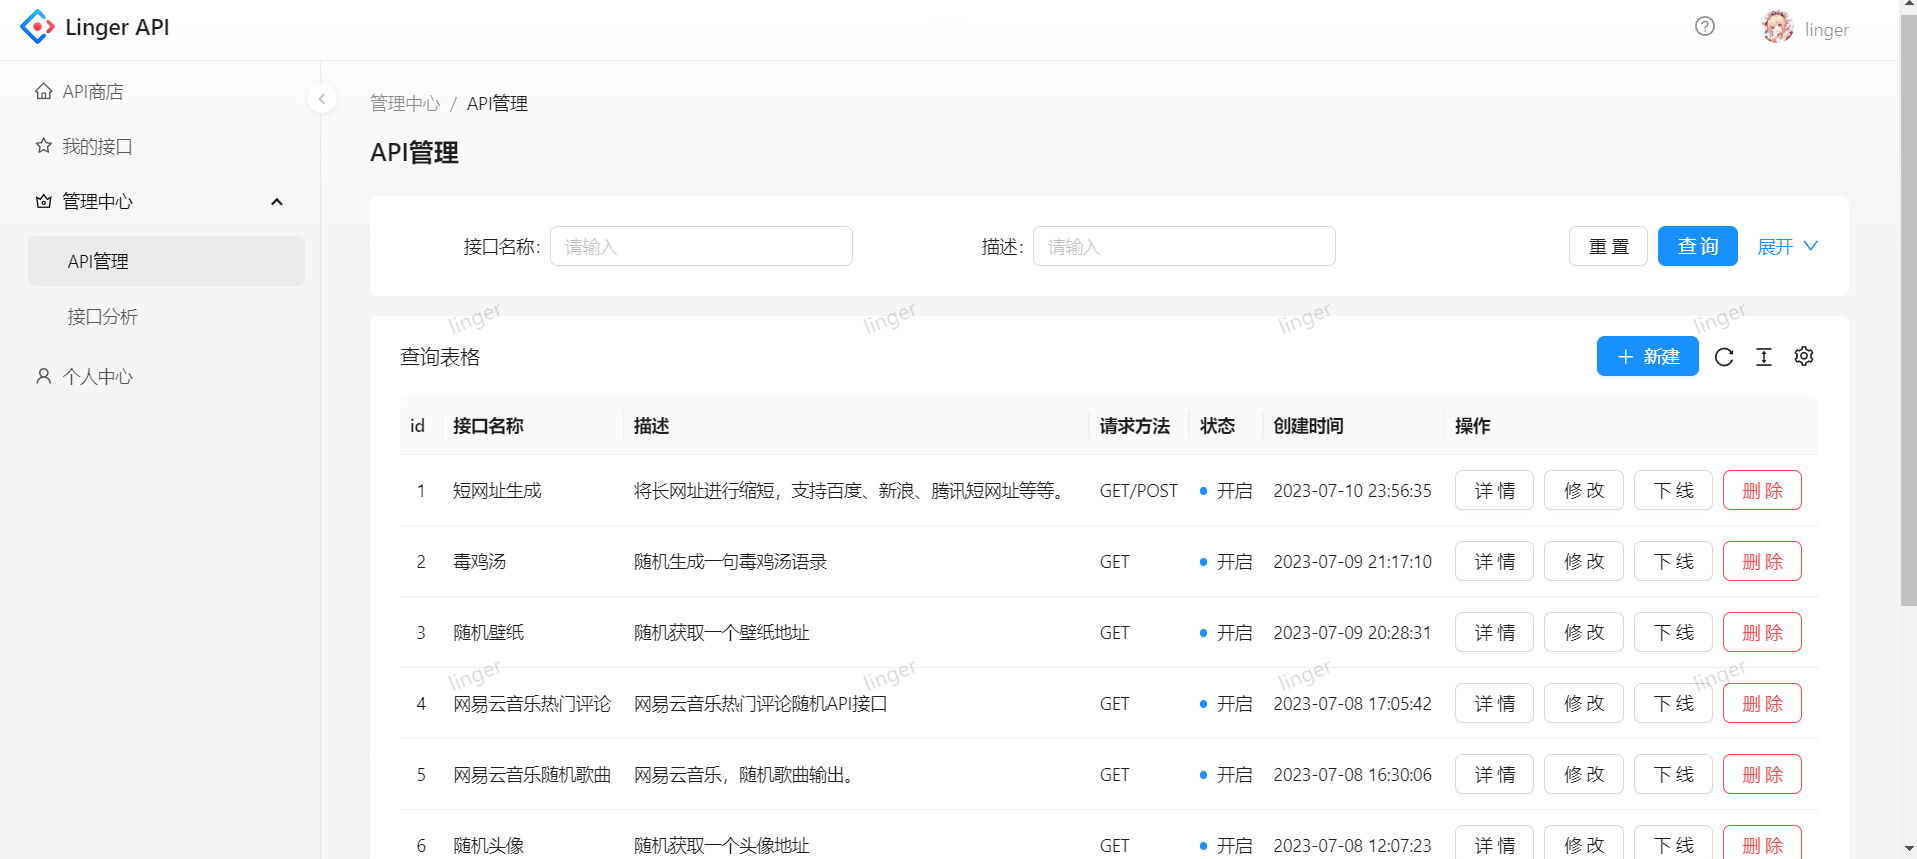 Linger API
linger
API商店
我的接口
管理中心
API管理
接口分析
个人中心
管理中心 / API管理
API管理
接口名称: 请输入 描述: 请输入 重置 查询 展开
linger linger linger linger
查询表格 新建
id 接口名称 描述 请求方法 状态 创建时间 操作
1 短网址生成 将长网址进行缩短，支持百度、新浪、腾讯短网址等等。 GET/POST 开启 2023-07-10 23:56:35 详情 修改 下线 删除
2 毒鸡汤 随机生成一句毒鸡汤语录 GET 开启 2023-07-09 21:17:10 详情 修改 下线 删除
3 随机壁纸 随机获取一个壁纸地址 GET 开启 2023-07-09 20:28:31 详情 修改 下线 删除
linger linger linger linger
4 网易云音乐热门评论 网易云音乐热门评论随机API接口 GET 开启 2023-07-08 17:05:42 详情 修改 下线 删除
5 网易云音乐随机歌曲 网易云音乐，随机歌曲输出。 GET 开启 2023-07-08 16:30:06 详情 修改 下线 删除
6 随机头像 随机获取一个头像地址 GET 开启 2023-07-08 12:07:23 详情 修改 下线 删除